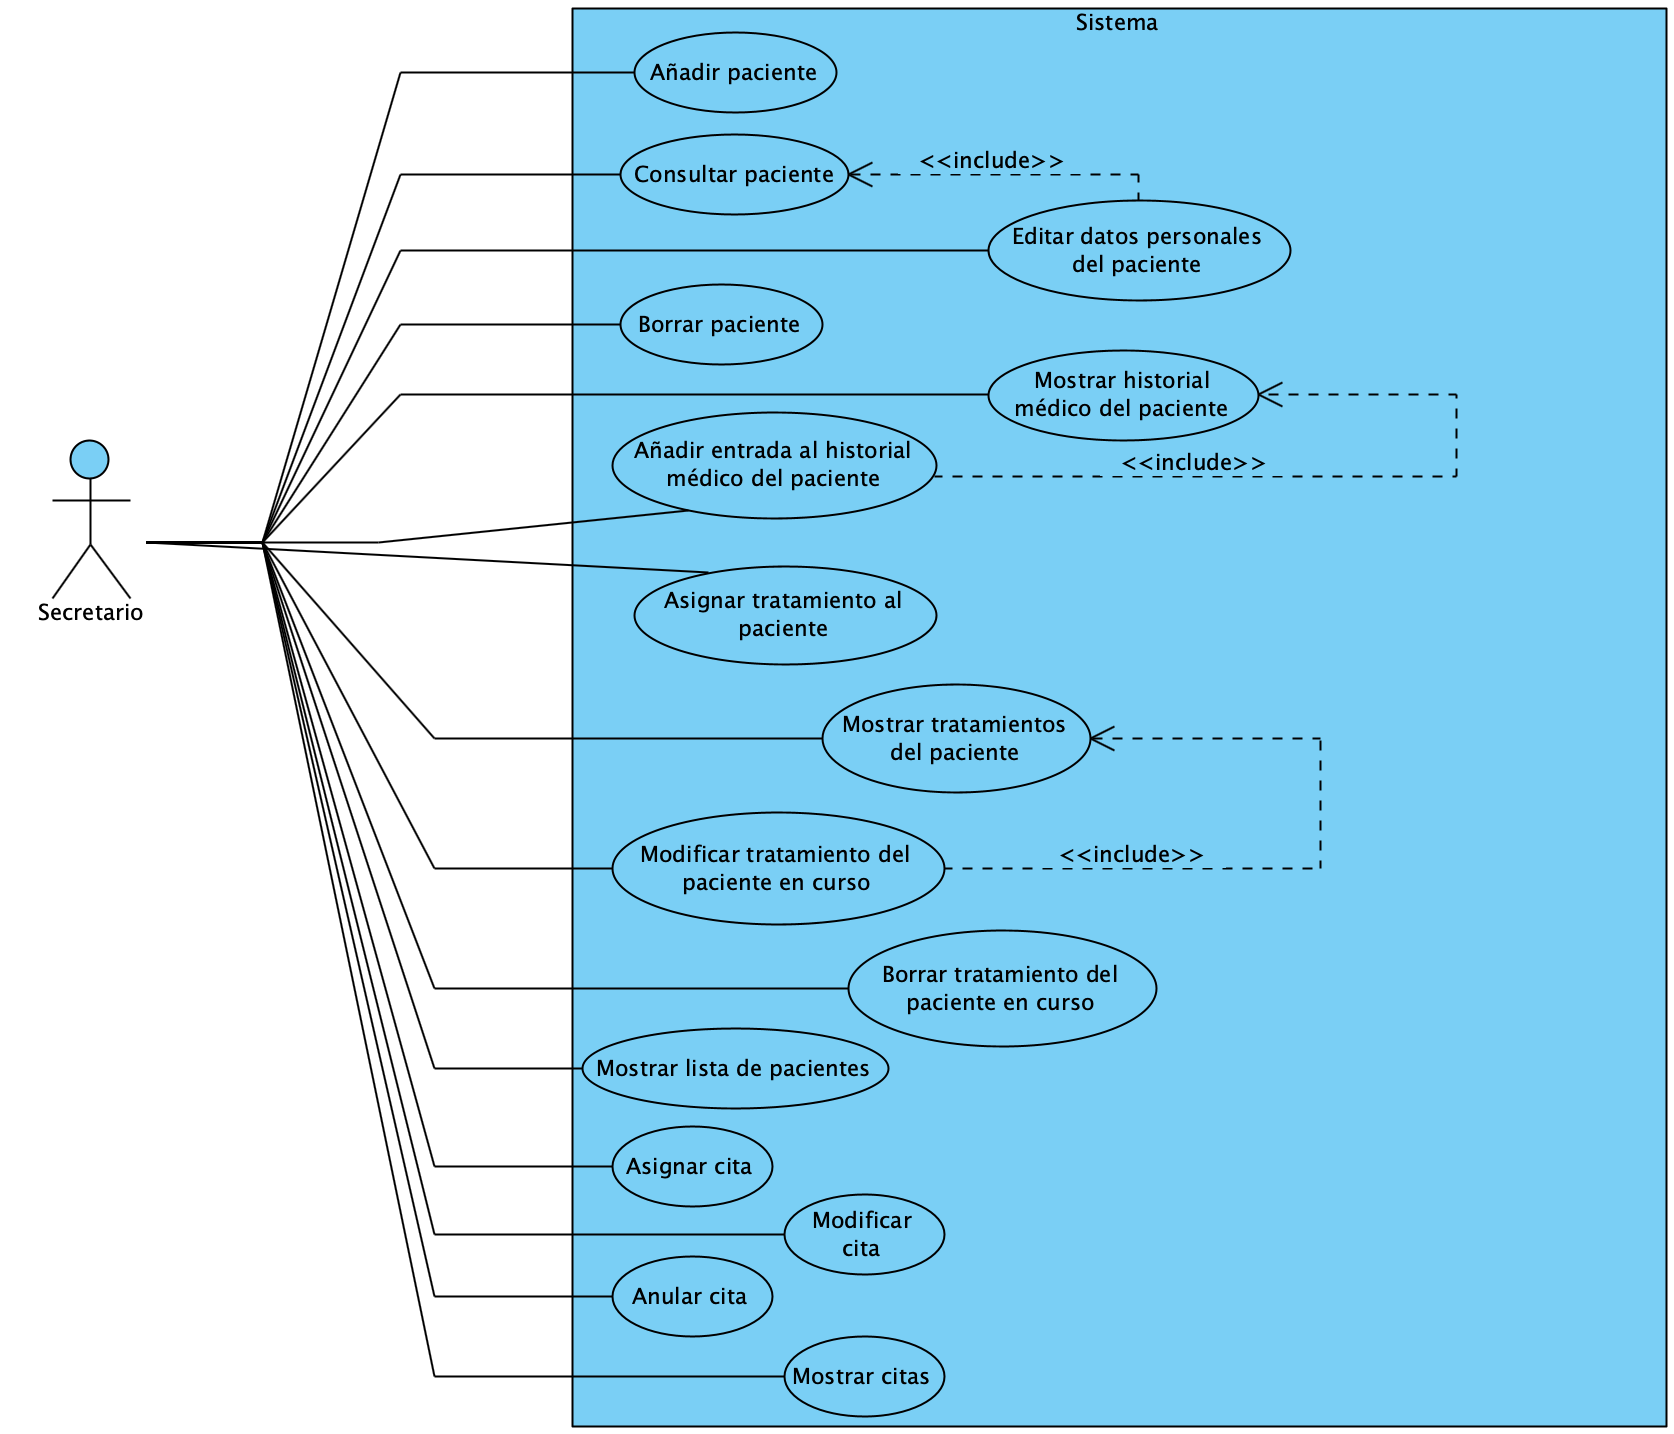 Sistema
Añadir paciente
<<include>>
Consultar paciente
Editar datos personales
del paciente
Borrar paciente
Mostrar historial
médico del paciente
Añadir entrada al historial
médico del paciente
<<include>>
Secretario
Asignar tratamiento al
paciente
Mostrar tratamientos
del paciente
Modificar tratamiento del
paciente en curso
<<include>>
Borrar tratamiento del
paciente en curso
Mostrar lista de pacientes
Asignar cita
Modificar
cita
Anular cita
Mostrar citas